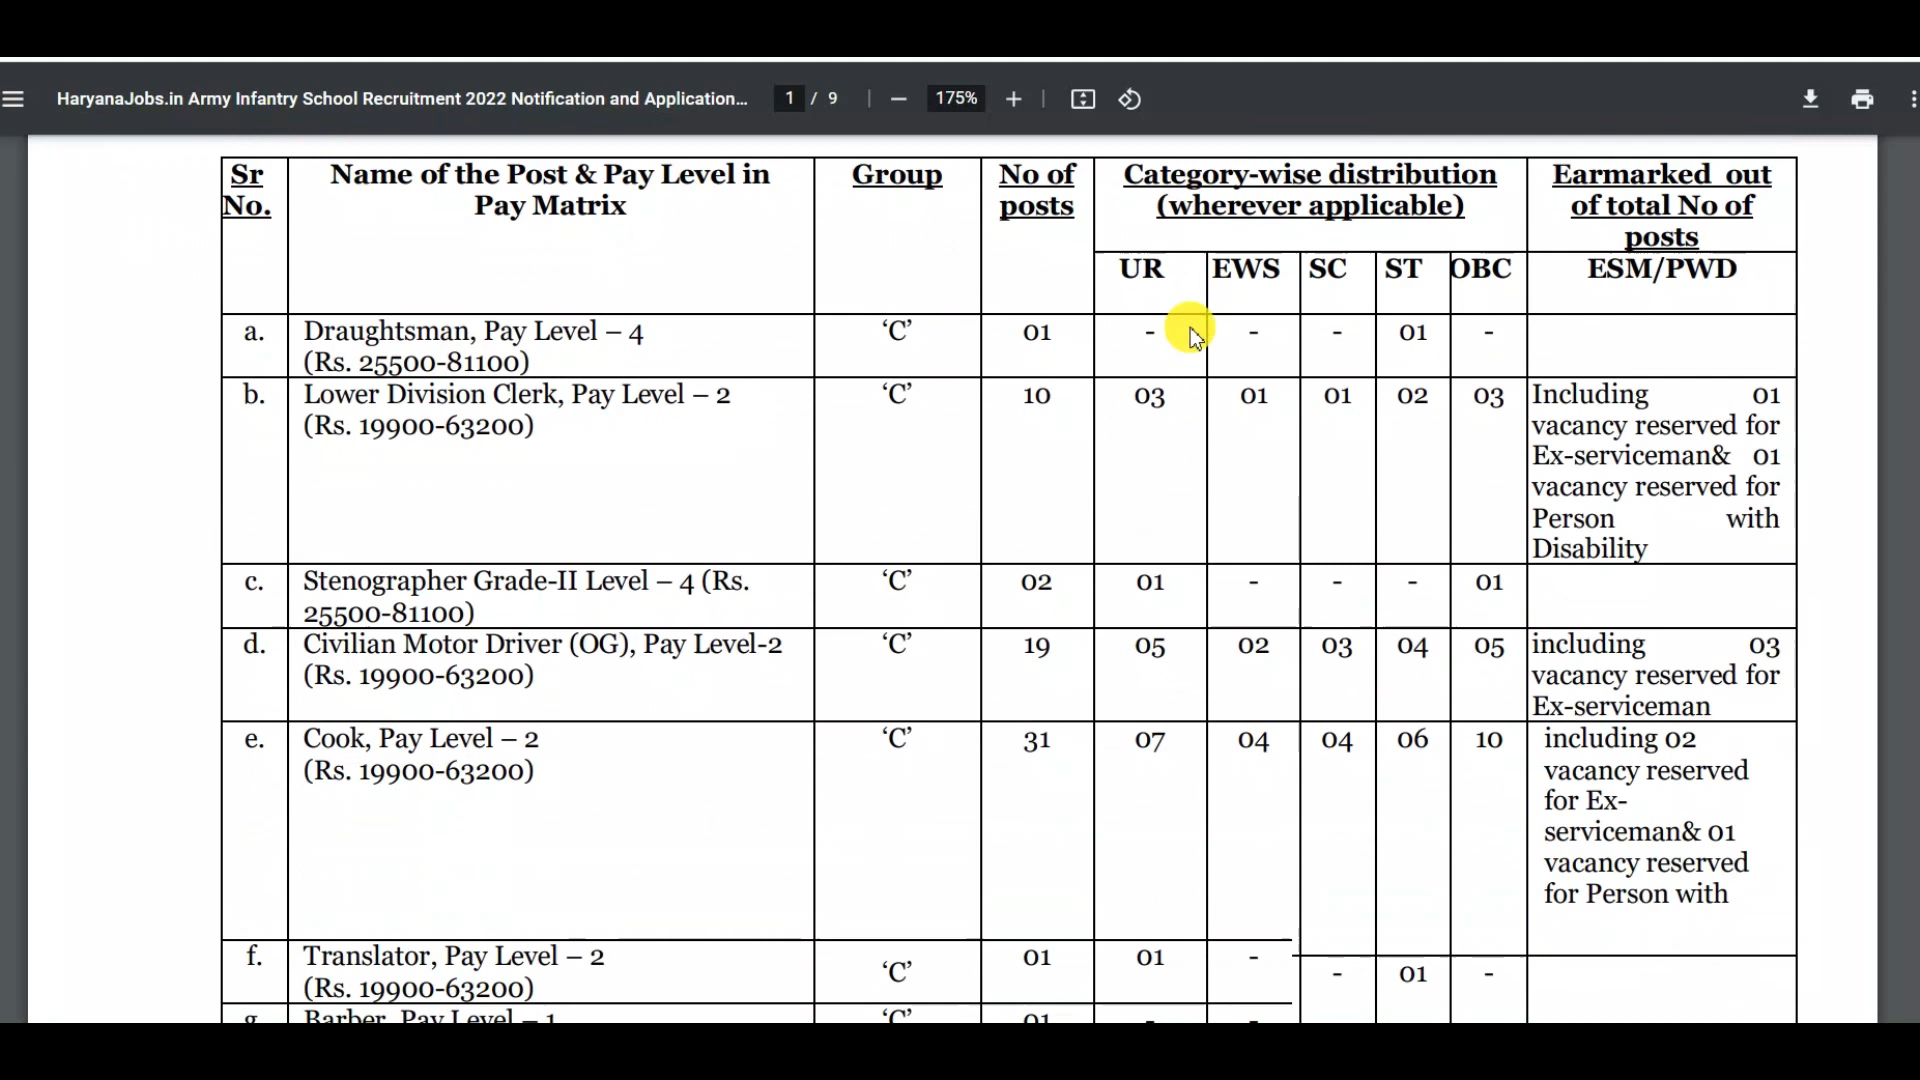 HaryanaJobs.in Army Infantry School Recruitment 2022 Notification and Application...
1 / 9
175%
Sr No.
Name of the Post & Pay Level in
Pay Matrix
Group
No of
posts
Category-wise distribution
(wherever applicable)
Earmarked out
of total No of
posts
UR EWS SC ST OBC ESM/PWD
a. Draughtsman, Pay Level – 4 ‘C’ 01 - - - 01 -
(Rs. 25500-81100)
b. Lower Division Clerk, Pay Level – 2 ‘C’ 10 03 01 01 02 03 Including 01
(Rs. 19900-63200) vacancy reserved for
Ex-serviceman& 01
vacancy reserved for
Person with
Disability
c. Stenographer Grade-II Level – 4 (Rs. ‘C’ 02 01 - - - 01
25500-81100)
d. Civilian Motor Driver (OG), Pay Level-2 ‘C’ 19 05 02 03 04 05 including 03
(Rs. 19900-63200) vacancy reserved for
Ex-serviceman
e. Cook, Pay Level – 2 ‘C’ 31 07 04 04 06 10 including 02
(Rs. 19900-63200) vacancy reserved
for Ex-
serviceman& 01
vacancy reserved
for Person with
f. Translator, Pay Level – 2 ‘C’ 01 01 - - 01 -
(Rs. 19900-63200)
g. Barber, Pay Level – 1 ‘C’ 01 - -